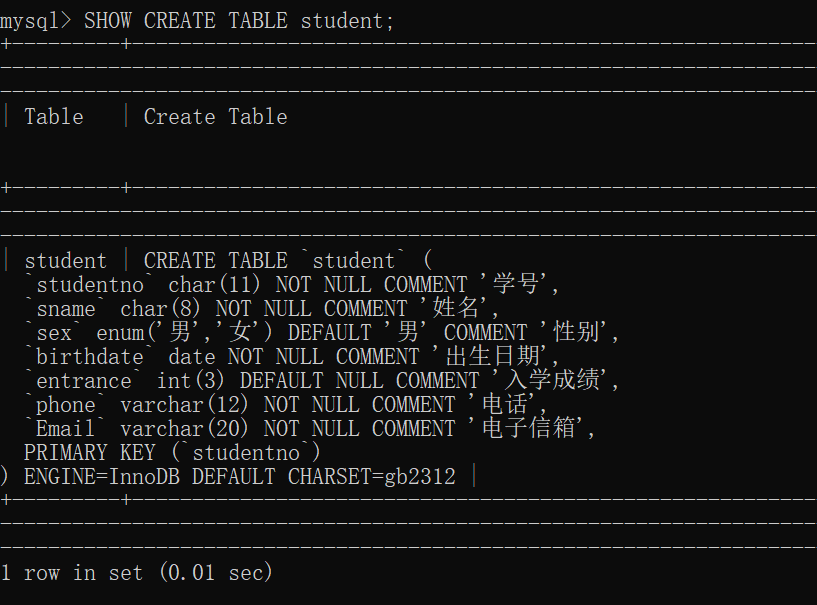 mysql> SHOW CREATE TABLE student;
+---------+----------------------------------------------------------
--------------------------------------------------------------------
--------------------------------------------------------------------
| Table   | Create Table
+---------+----------------------------------------------------------
--------------------------------------------------------------------
--------------------------------------------------------------------
| student | CREATE TABLE `student` (
  `studentno` char(11) NOT NULL COMMENT '学号',
  `sname` char(8) NOT NULL COMMENT '姓名',
  `sex` enum('男','女') DEFAULT '男' COMMENT '性别',
  `birthdate` date NOT NULL COMMENT '出生日期',
  `entrance` int(3) DEFAULT NULL COMMENT '入学成绩',
  `phone` varchar(12) NOT NULL COMMENT '电话',
  `Email` varchar(20) NOT NULL COMMENT '电子信箱',
  PRIMARY KEY (`studentno`)
) ENGINE=InnoDB DEFAULT CHARSET=gb2312 |
+---------+----------------------------------------------------------
--------------------------------------------------------------------
--------------------------------------------------------------------
1 row in set (0.01 sec)